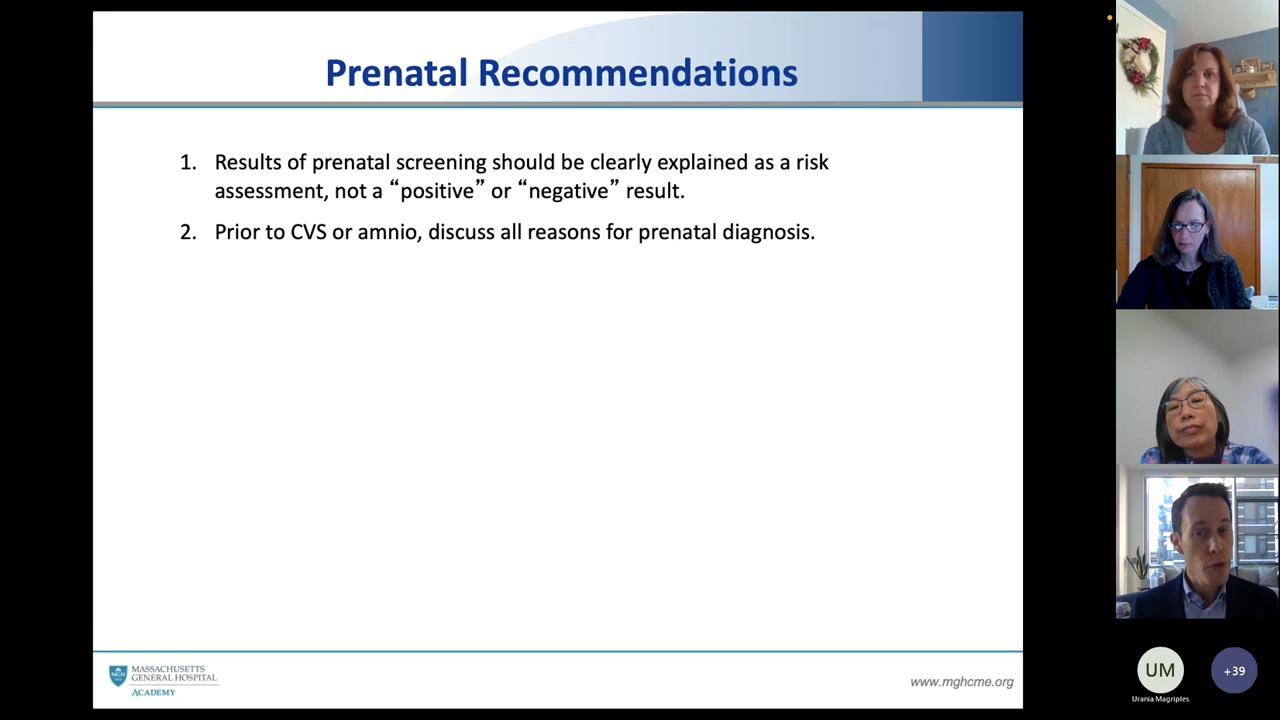 Prenatal Recommendations
1. Results of prenatal screening should be clearly explained as a risk
assessment, not a “positive” or “negative” result.
2. Prior to CVS or amnio, discuss all reasons for prenatal diagnosis.
MGH
MASSACHUSETTS
GENERAL HOSPITAL
ACADEMY
www.mghcme.org
UM
Urania Magriples
+39